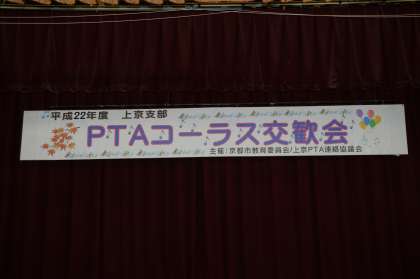 平成22年度 上京支部
PTAコーラス交歓会
主催:京都市教育委員会/上京PTA連絡協議会